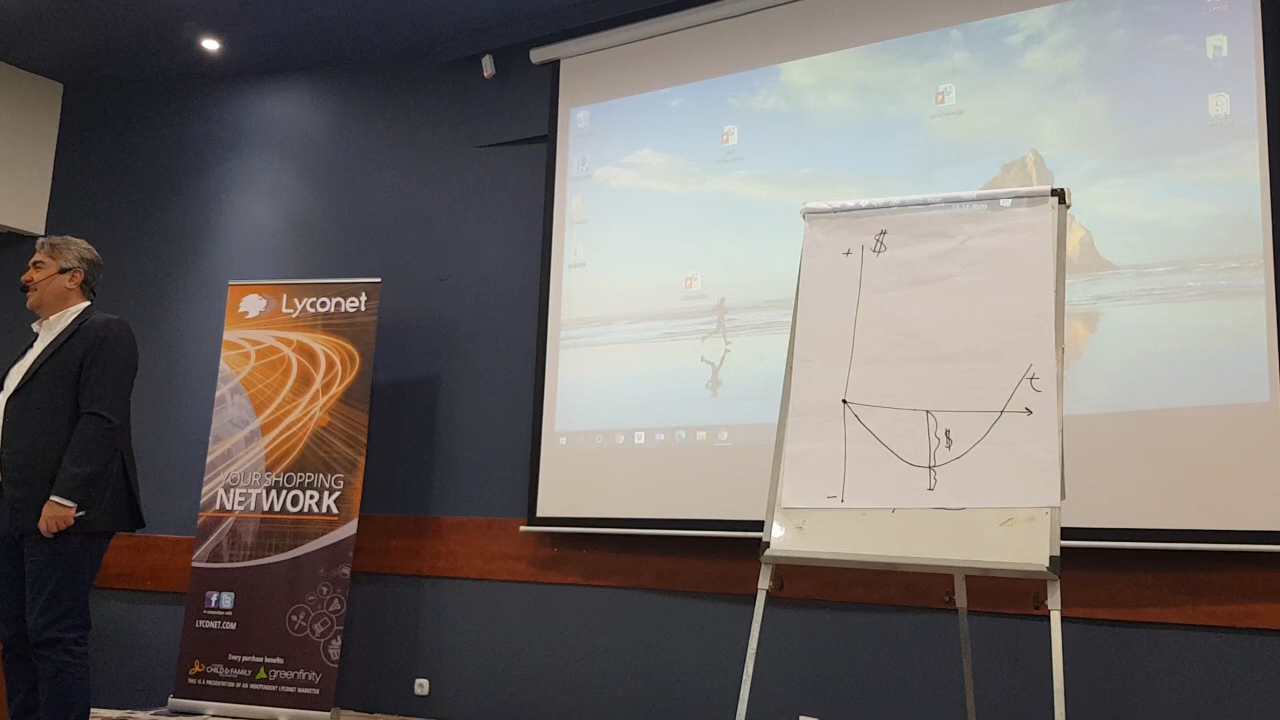 Lyconet
YOUR SHOPPING
NETWORK
LYCONET.COM
Every purchase benefits
CHILD & FAMILY
greenfinity
THIS IS A PRESENTATION OF AN INDEPENDENT LYCONET MARKETER
+ $
t
$
-